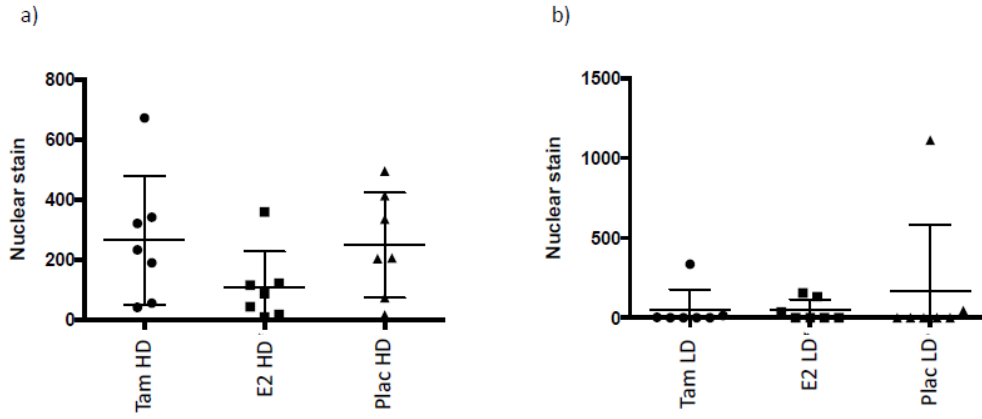 a)
Nuclear stain
800
600
400
200
0
Tam HD
E2 HD
Plac HD
b)
Nuclear stain
1500
1000
500
0
Tam LD
E2 LD'
Plac LD